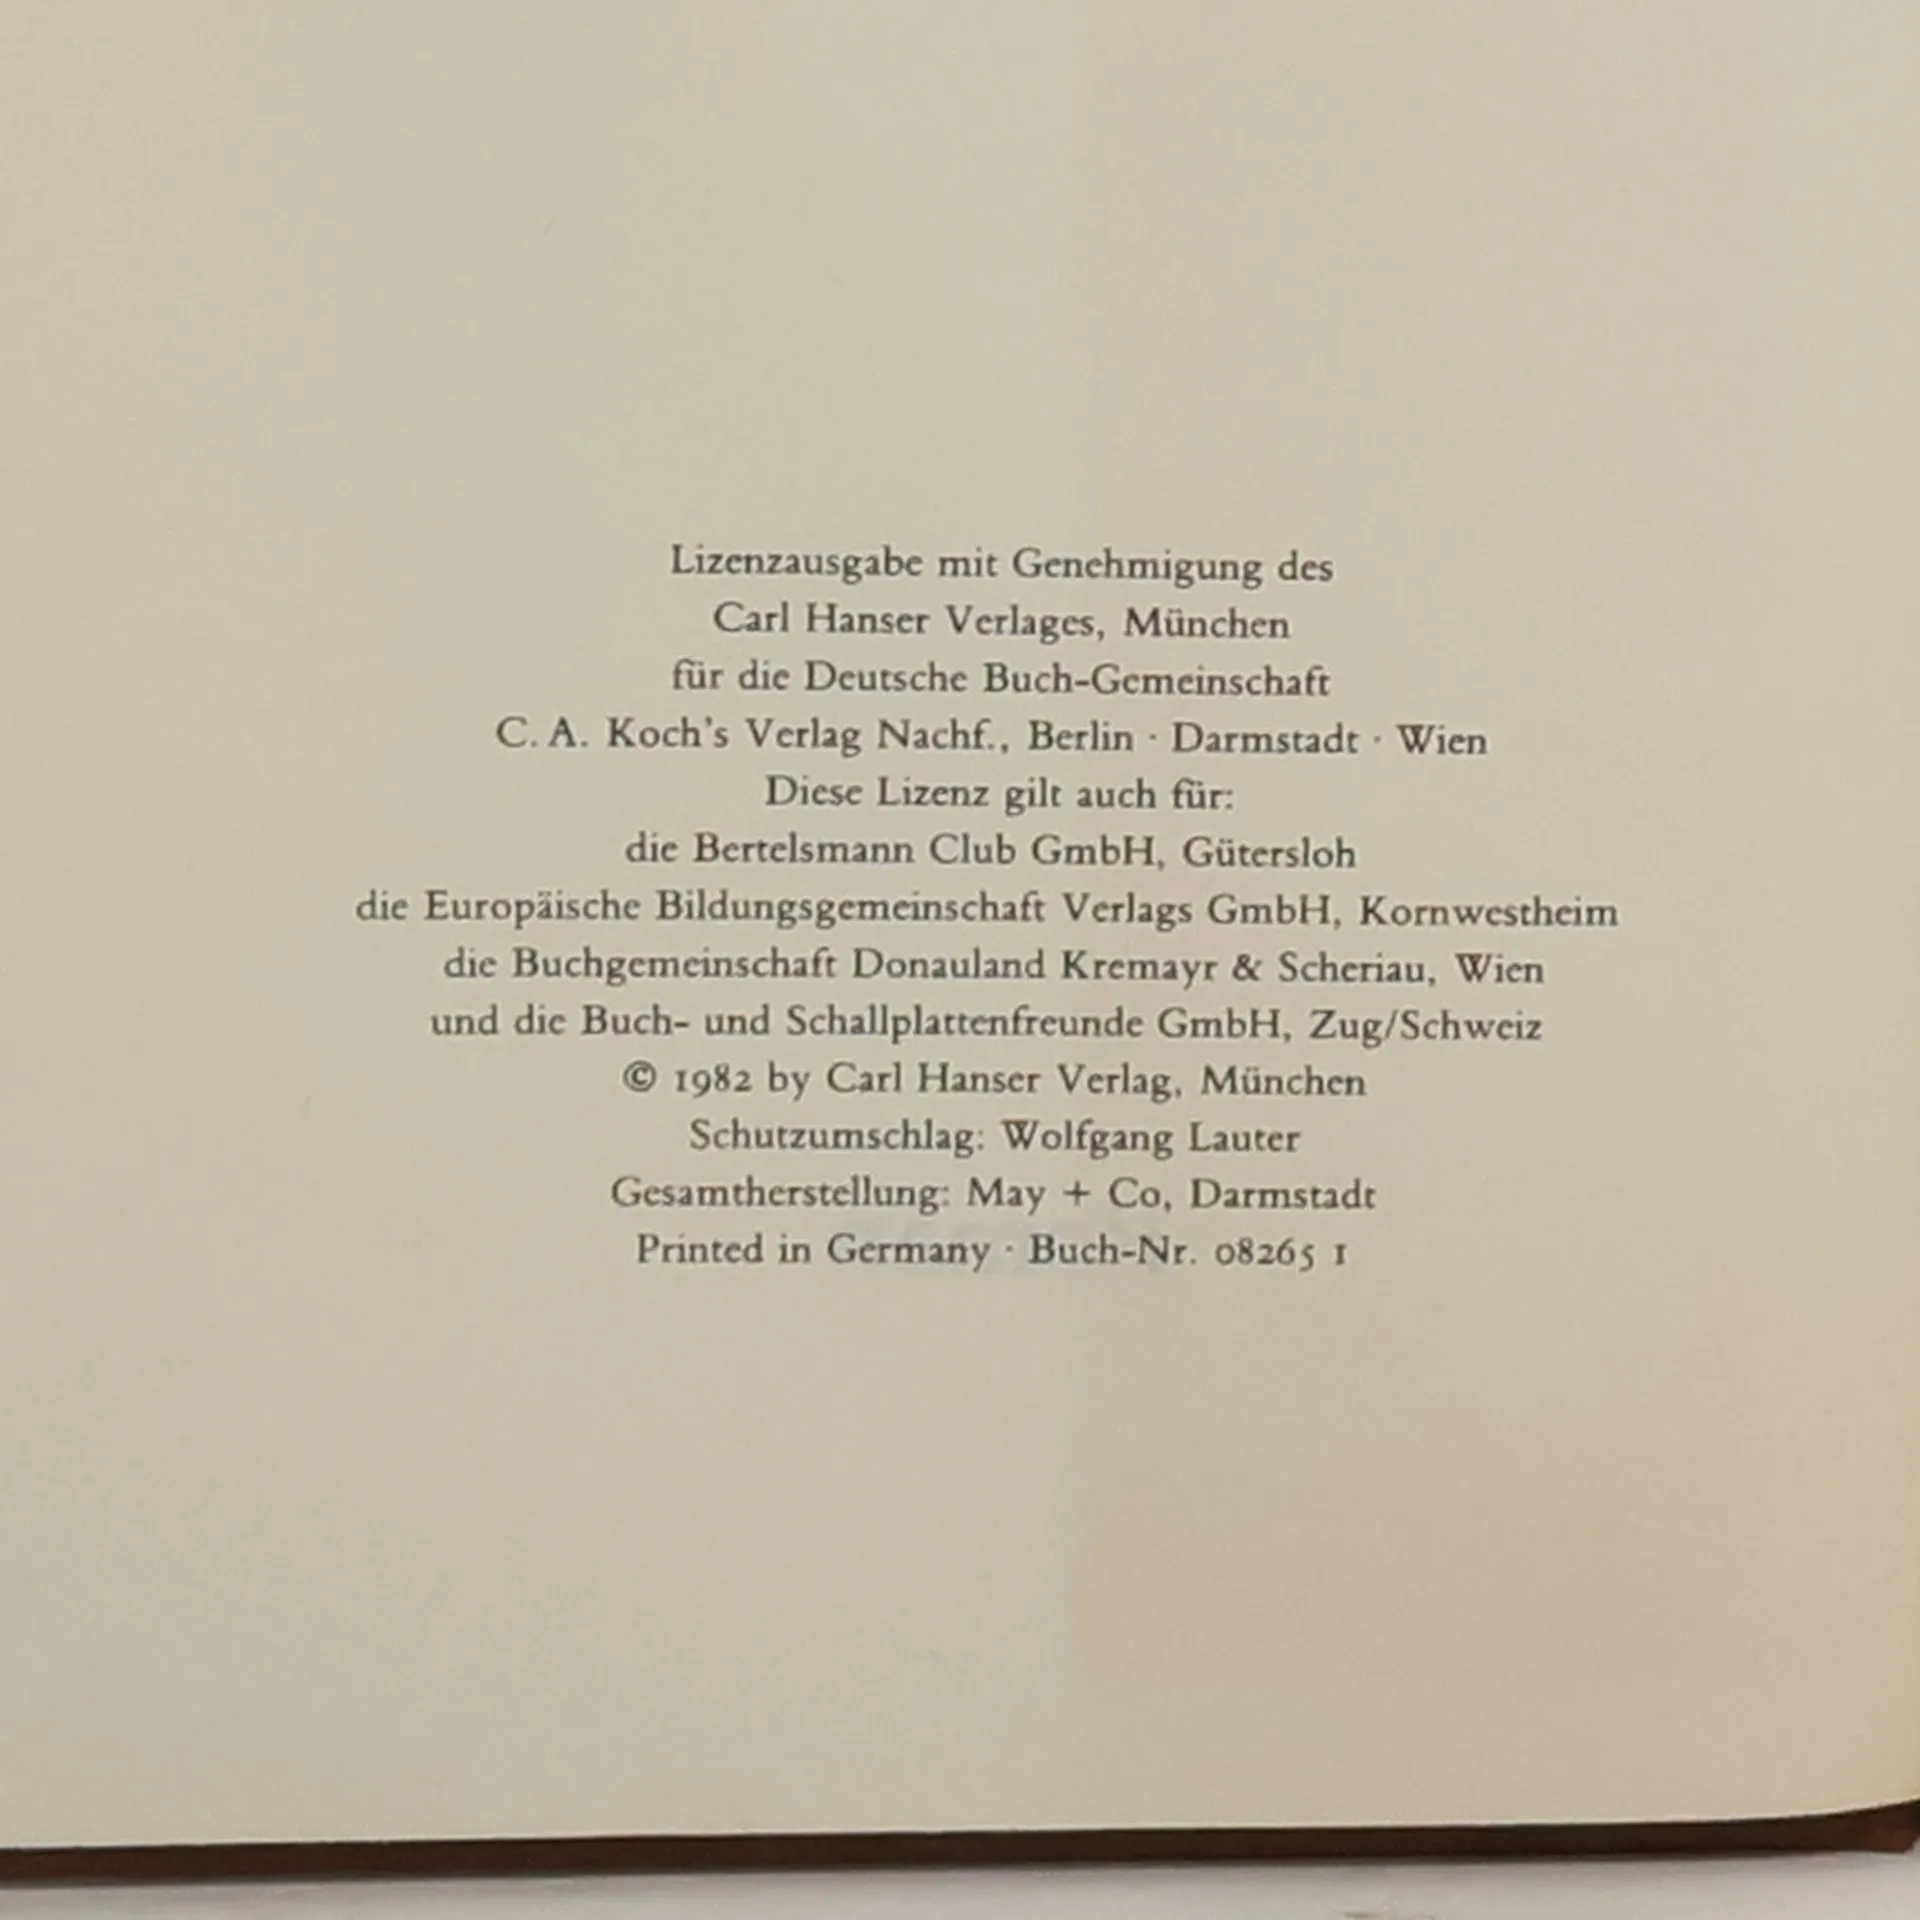 Lizenzausgabe mit Genehmigung des
Carl Hanser Verlages, München
für die Deutsche Buch-Gemeinschaft
C. A. Koch's Verlag Nachf., Berlin · Darmstadt · Wien
Diese Lizenz gilt auch für:
die Bertelsmann Club GmbH, Gütersloh
die Europäische Bildungsgemeinschaft Verlags GmbH, Kornwestheim
die Buchgemeinschaft Donauland Kremayr & Scheriau, Wien
und die Buch- und Schallplattenfreunde GmbH, Zug/Schweiz
© 1982 by Carl Hanser Verlag, München
Schutzumschlag: Wolfgang Lauter
Gesamtherstellung: May + Co, Darmstadt
Printed in Germany · Buch-Nr. 08265 1